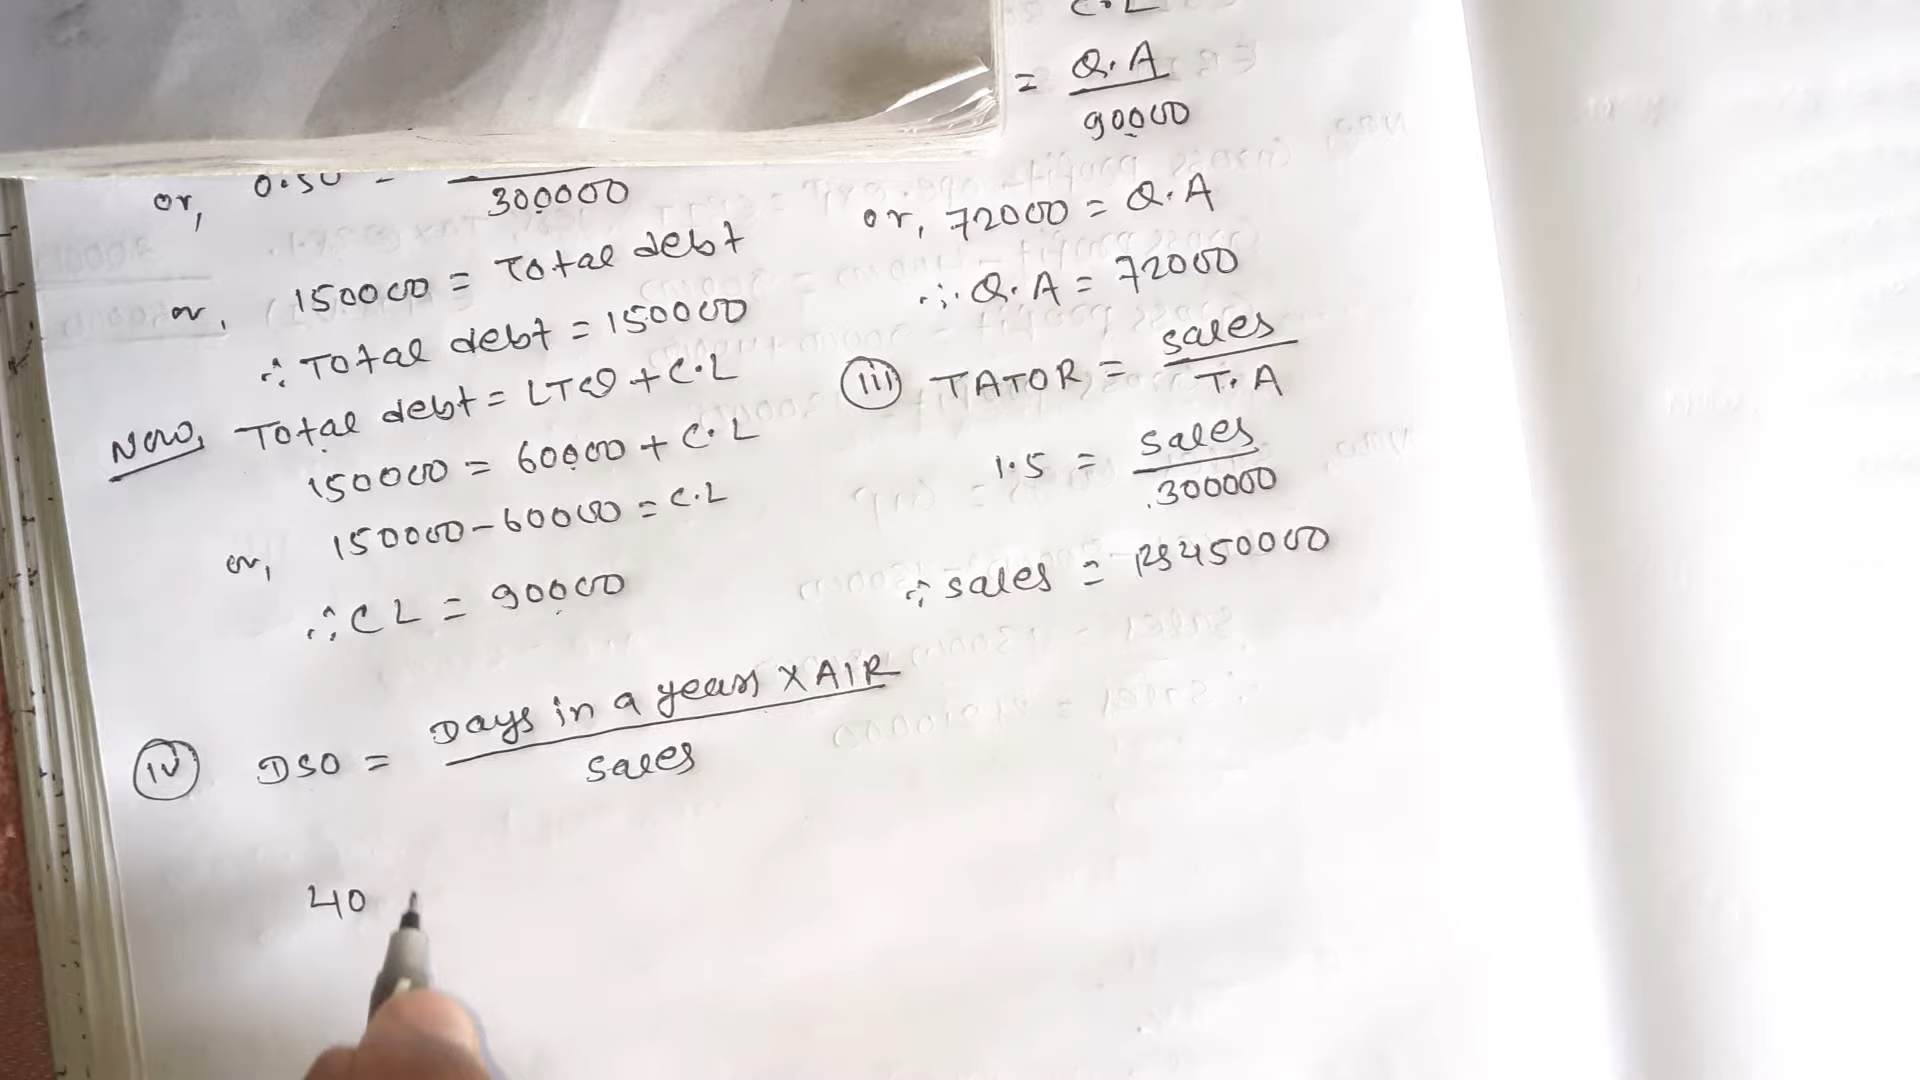 = Q.A
90000
or, 0.50 =
300000
or, 150000 = Total debt
∴ Total debt = 150000
Now, Total debt = LTD + C.L
150000 = 60000 + C.L
or, 150000 - 60000 = C.L
∴ CL = 90000
or, 72000 = Q.A
∴ Q.A = 72000
(iii) TATOR = sales
T.A
1.5 = sales
300000
∴ sales = Rs 450000
(iv) DSO = Days in a years X AIR
sales
40